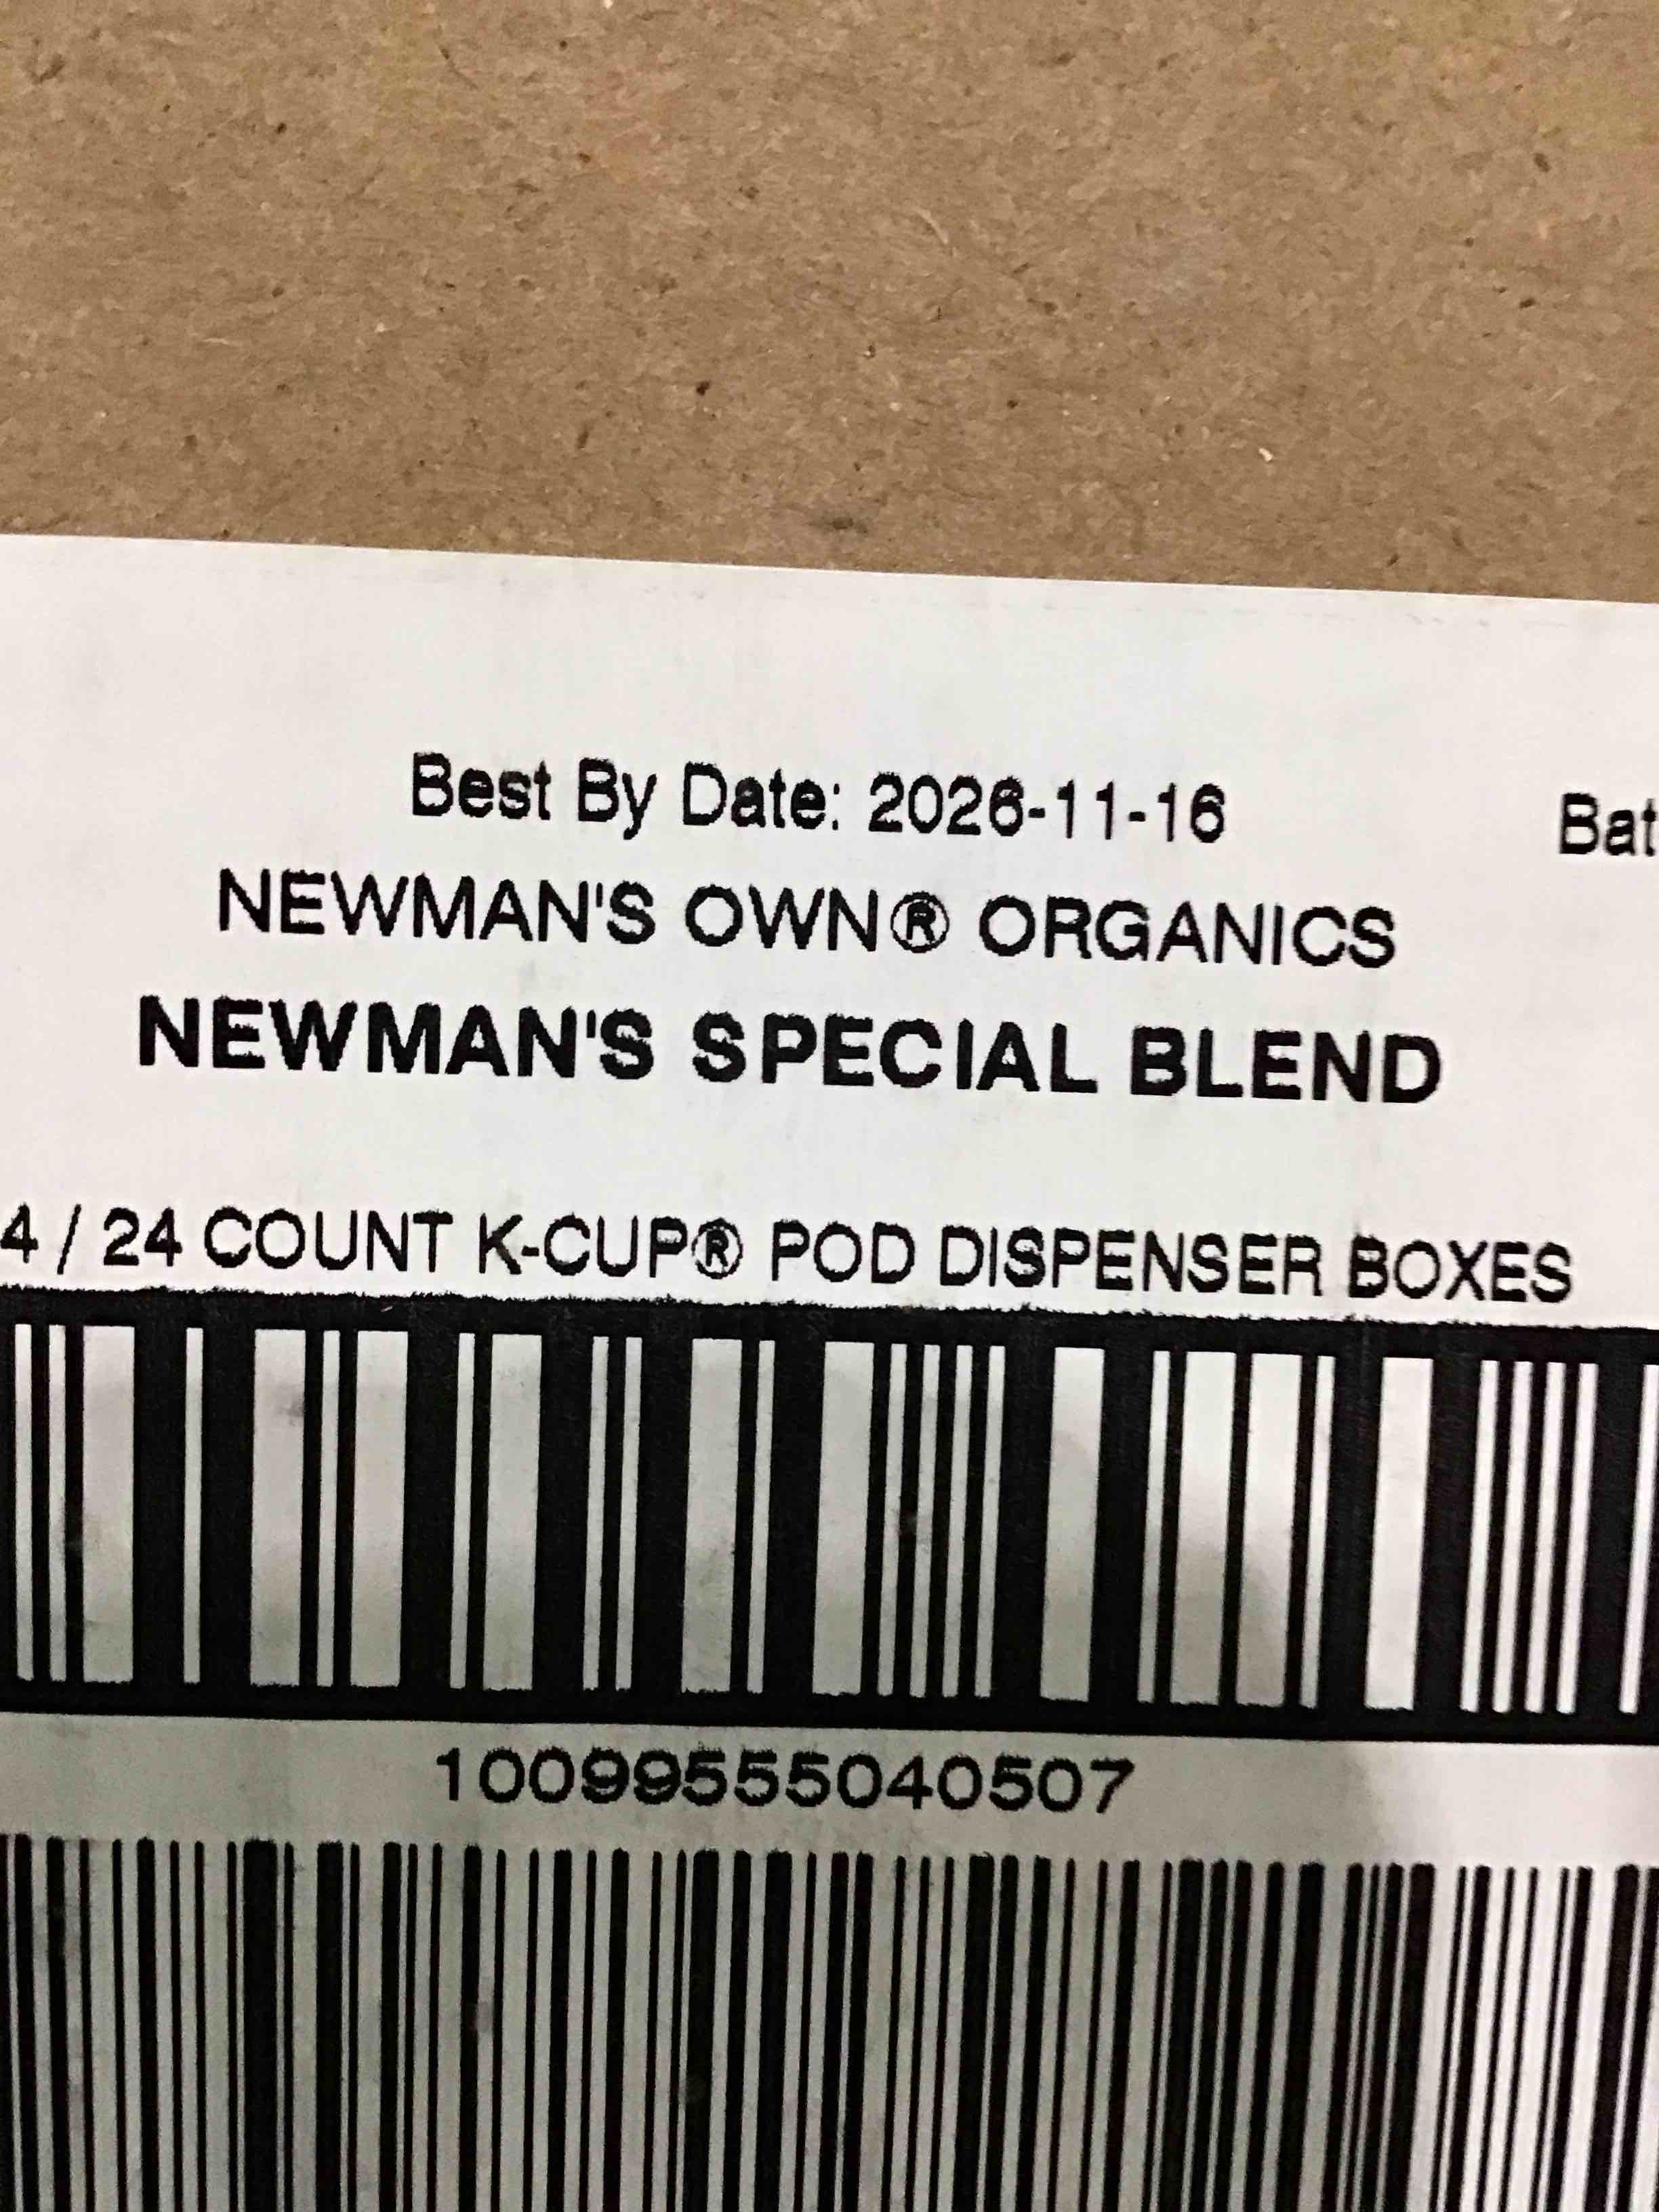 Best By Date: 2026-11-16 Bat
NEWMAN'S OWN® ORGANICS
NEWMAN'S SPECIAL BLEND
4 / 24 COUNT K-CUP® POD DISPENSER BOXES
10099555040507